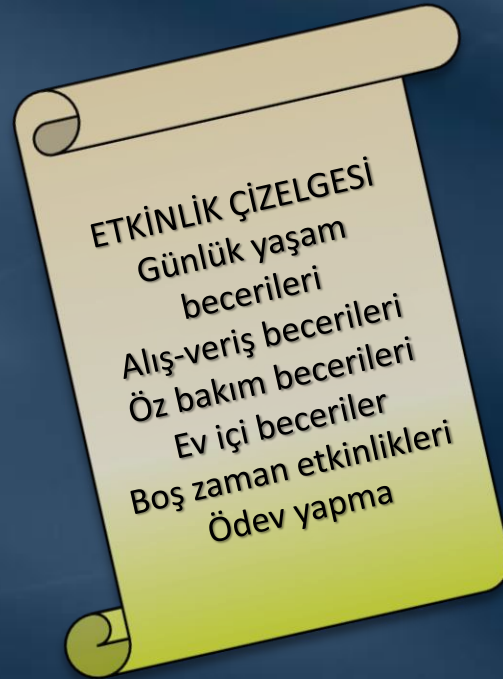 ETKİNLİK ÇİZELGESİ
Günlük yaşam
becerileri
Alış-veriş becerileri
Öz bakım becerileri
Ev içi beceriler
Boş zaman etkinlikleri
Ödev yapma